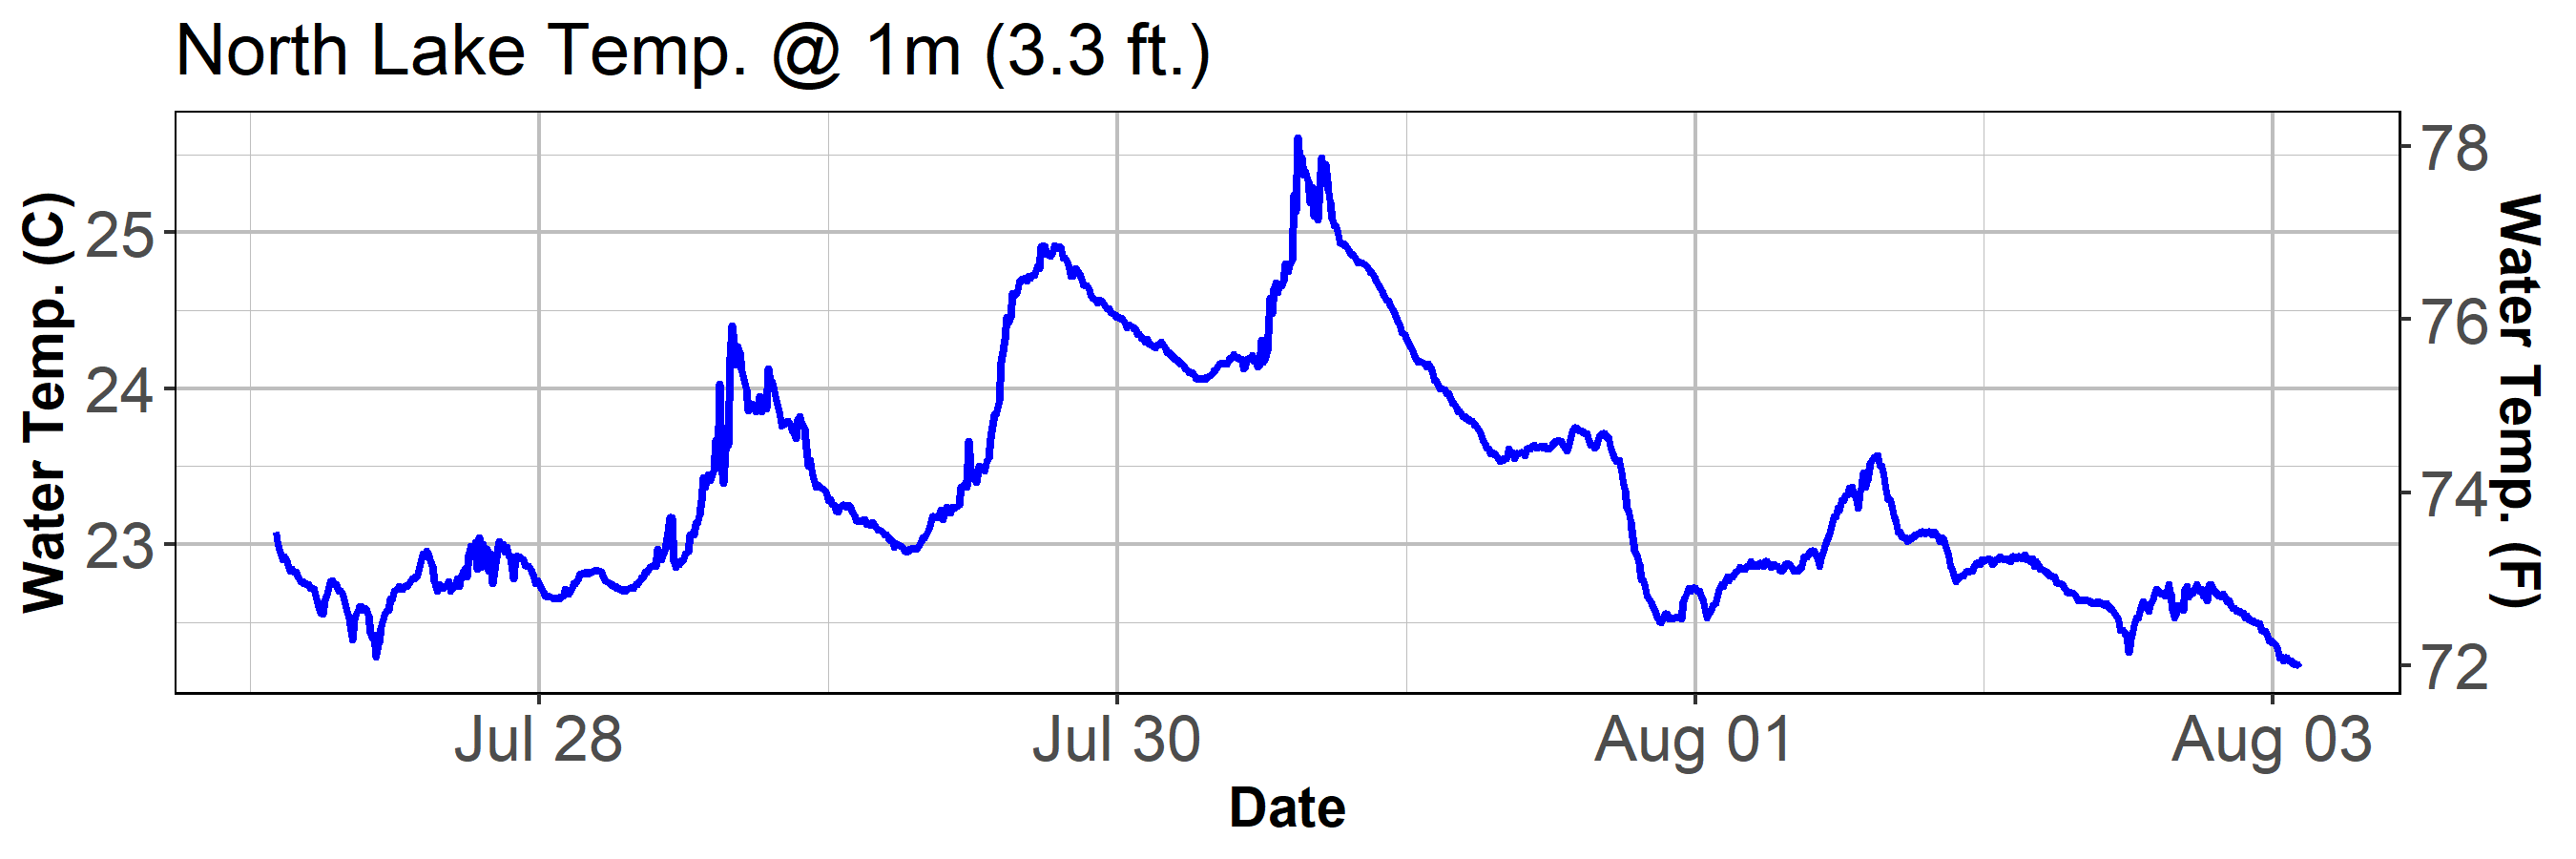 North Lake Temp. @ 1m (3.3 ft.)
Water Temp. (C)
25
24
23
78
76
74
72
Water Temp. (F)
Jul 28
Jul 30
Aug 01
Aug 03
Date